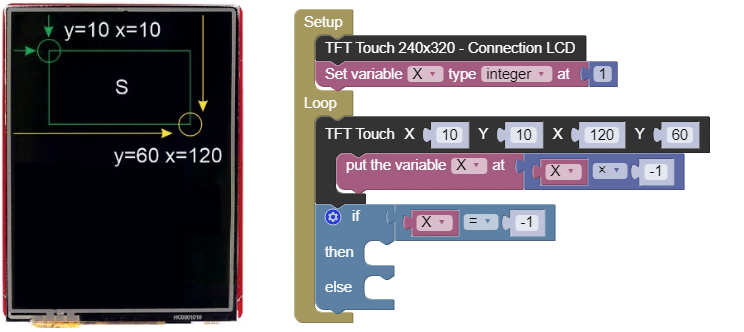 y=10 x=10
S
y=60 x=120
HC0901019
Setup
TFT Touch 240x320 - Connection LCD
Set variable X type integer at 1
Loop
TFT Touch X 10 Y 10 X 120 Y 60
put the variable X at X × -1
if X = -1
then
else